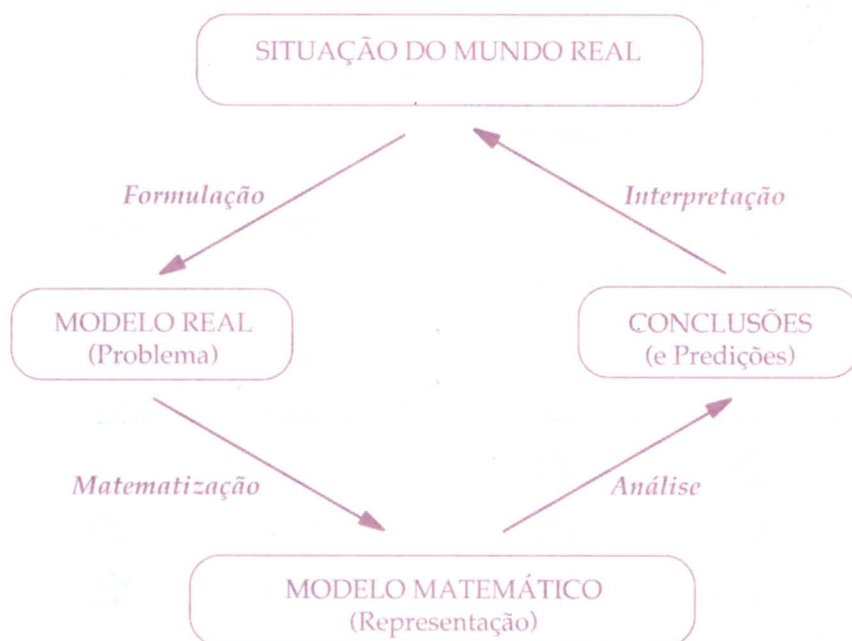 SITUAÇÃO DO MUNDO REAL
Formulação
Interpretação
MODELO REAL
(Problema)
CONCLUSÕES
(e Predições)
Matematização
Análise
MODELO MATEMÁTICO
(Representação)